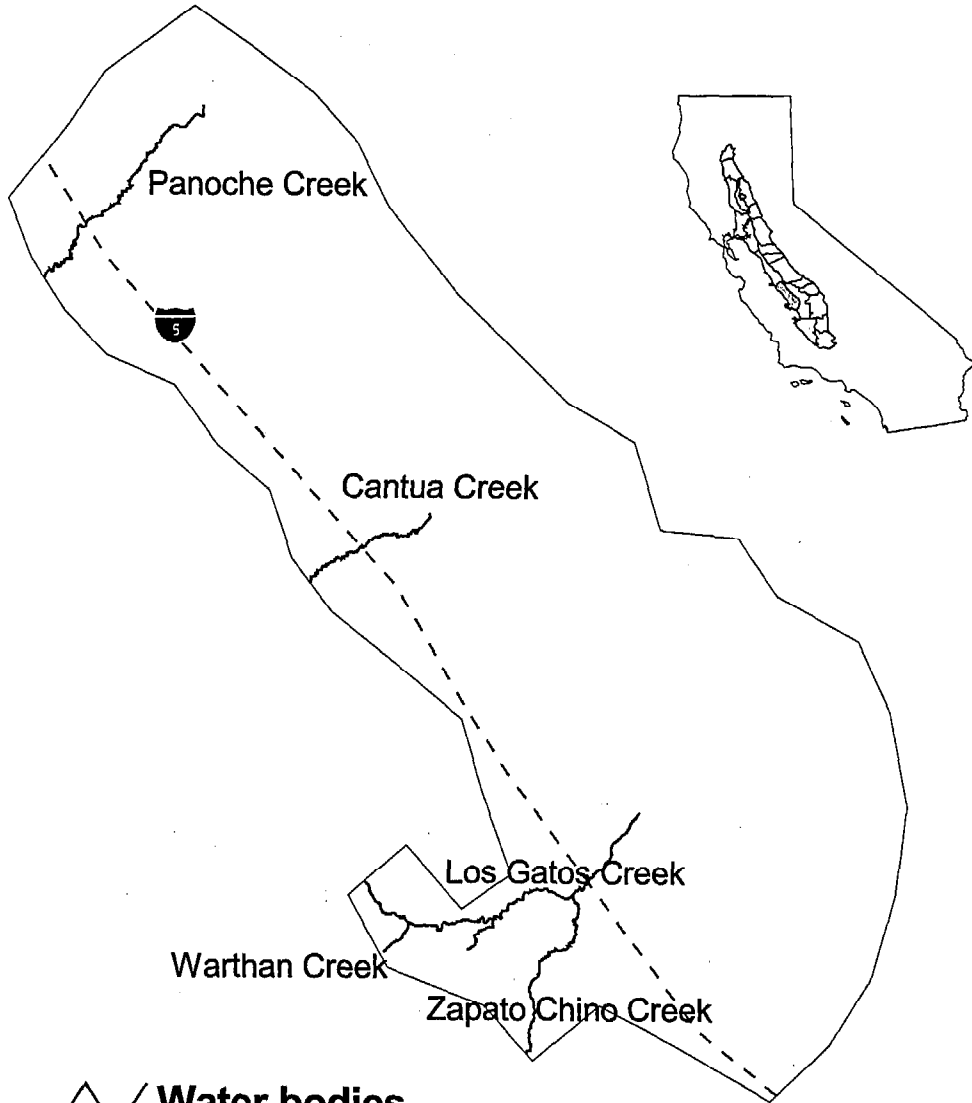 Panoche Creek
5
Cantua Creek
Los Gatos Creek
Warthan Creek
Zapato Chino Creek
Water bodies